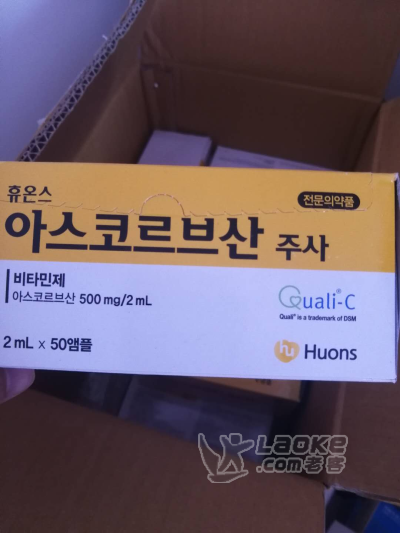 휴온스
전문의약품
아스코르브산 주사
비타민제
아스코르브산 500 mg/2 mL
Quali®-C
Quali® is a trademark of DSM
2 mL x 50앰플
hu Huons
LAOKE
.com老客